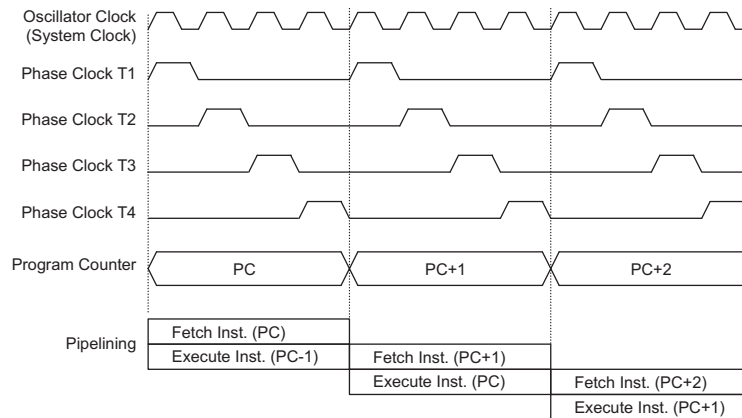 Oscillator Clock
(System Clock)
Phase Clock T1
Phase Clock T2
Phase Clock T3
Phase Clock T4
Program Counter
PC
PC+1
PC+2
Pipelining
Fetch Inst. (PC)
Execute Inst. (PC-1)
Fetch Inst. (PC+1)
Execute Inst. (PC)
Fetch Inst. (PC+2)
Execute Inst. (PC+1)